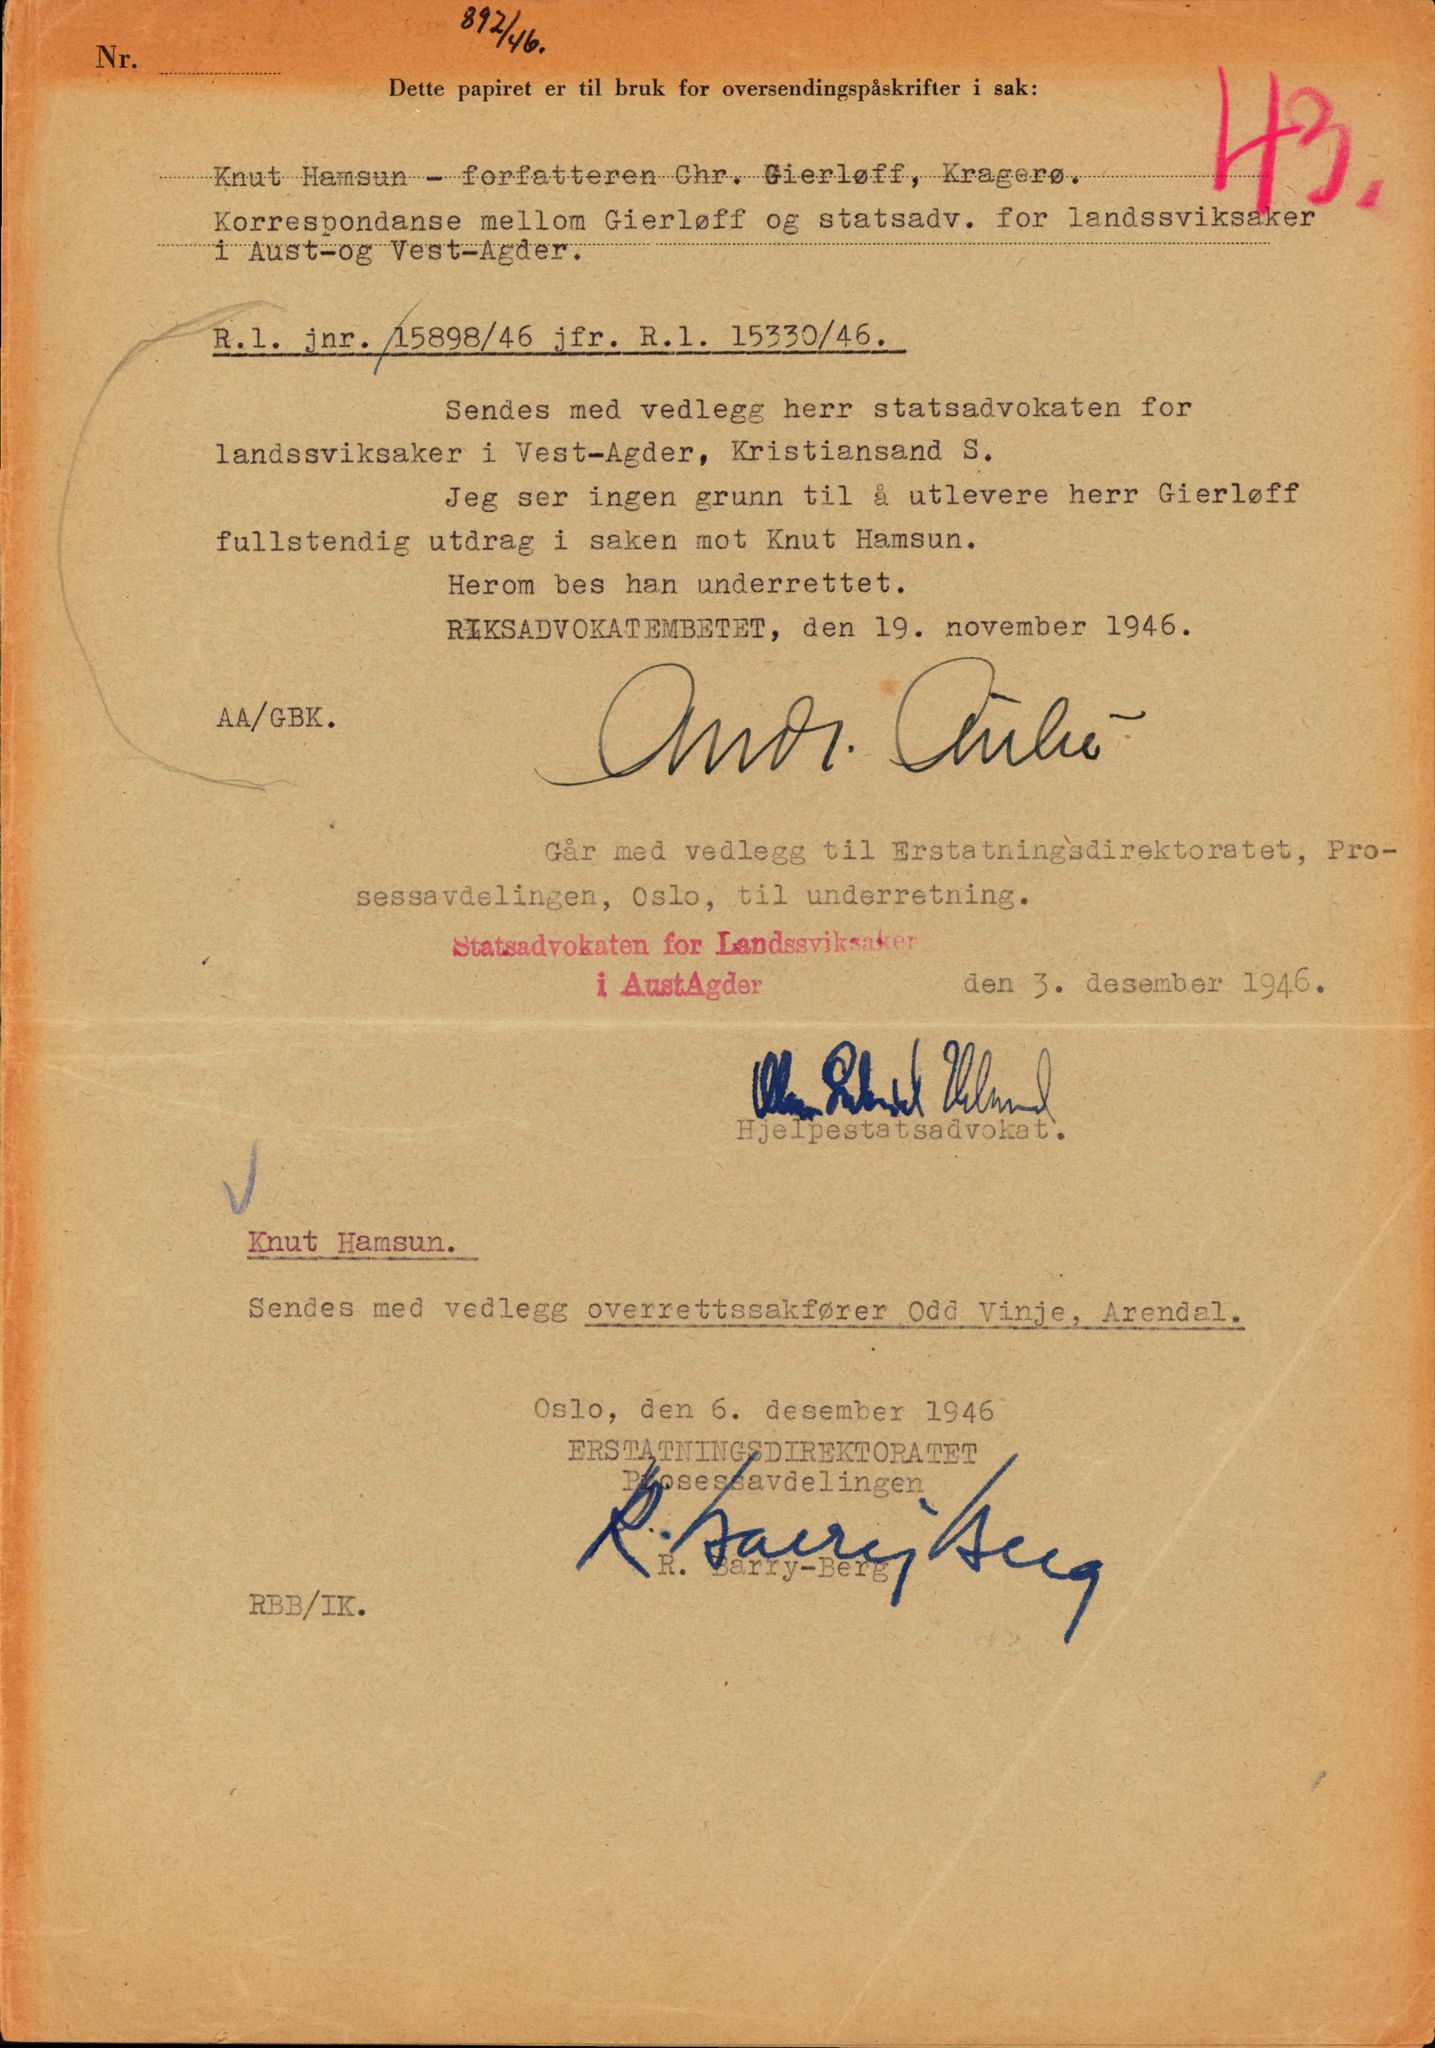 892/46.
Nr.
Dette papiret er til bruk for oversendingspåskrifter i sak:
43.
Knut Hamsun - forfatteren Chr. Gierløff, Kragerø.
Korrespondanse mellom Gierløff og statsadv. for landssviksaker
i Aust-og Vest-Agder.
R.l. jnr. 15898/46 jfr. R.l. 15330/46.
Sendes med vedlegg herr statsadvokaten for
landssviksaker i Vest-Agder, Kristiansand S.
Jeg ser ingen grunn til å utlevere herr Gierløff
fullstendig utdrag i saken mot Knut Hamsun.
Herom bes han underrettet.
RIKSADVOKATEMBETET, den 19. november 1946.
Andr. Aulie
AA/GBK.
Går med vedlegg til Erstatningsdirektoratet, Pro-
sessavdelingen, Oslo, til underretning.
Statsadvokaten for Landssviksaker
i AustAgder den 3. desember 1946.
Hjelpestatsadvokat.
Knut Hamsun.
Sendes med vedlegg overrettssakfører Odd Vinje, Arendal.
Oslo, den 6. desember 1946
ERSTATNINGSDIREKTORATET
Prosessavdelingen
R. Barry Berg
R. Barry-Berg
RBB/IK.